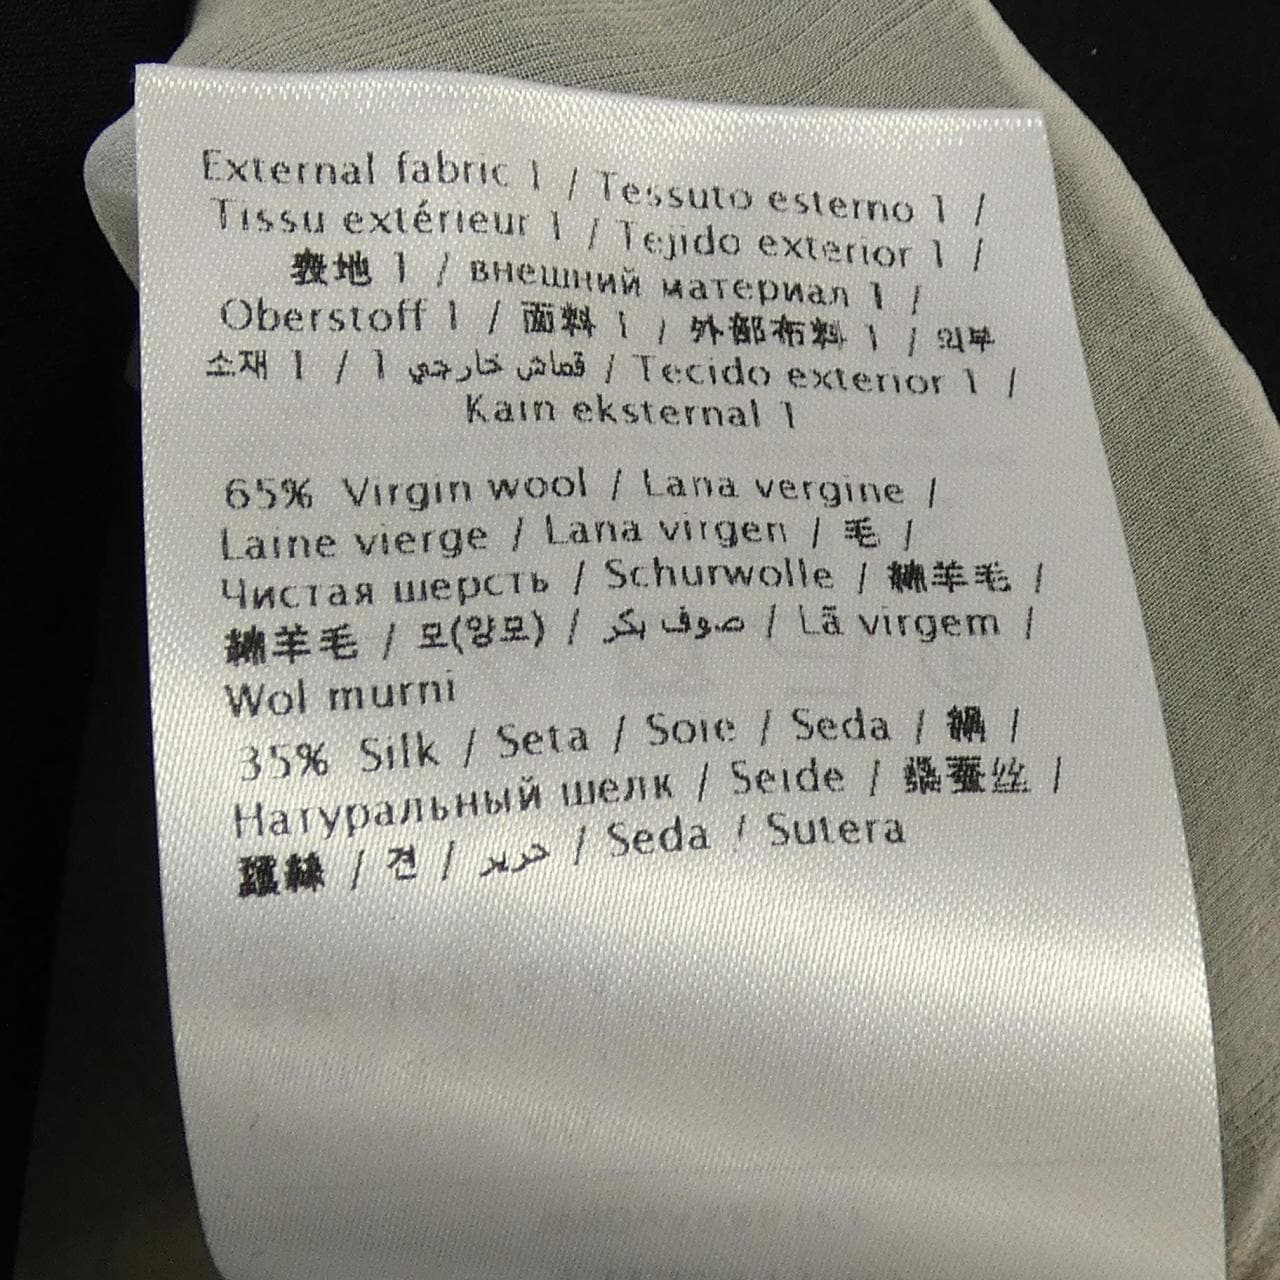 External fabric 1 / Tessuto esterno 1 /
Tissu extérieur 1 / Tejido exterior 1 /
表地 1 / внешний материал 1 /
Oberstoff 1 / 面料 1 / 外部布料 1 / 외부
소재 1 / 1 قماش خارجي / Tecido exterior 1 /
Kain eksternal 1
65% Virgin wool / Lana vergine /
Laine vierge / Lana virgen / 毛 /
Чистая шерсть / Schurwolle / 綿羊毛 /
綿羊毛 / 모(양모) / صوف بكر / Lã virgem /
Wol murni
35% Silk / Seta / Soie / Seda / 絹 /
Натуральный шелк / Seide / 桑蚕丝 /
蠶絲 / 견 / حرير / Seda / Sutera